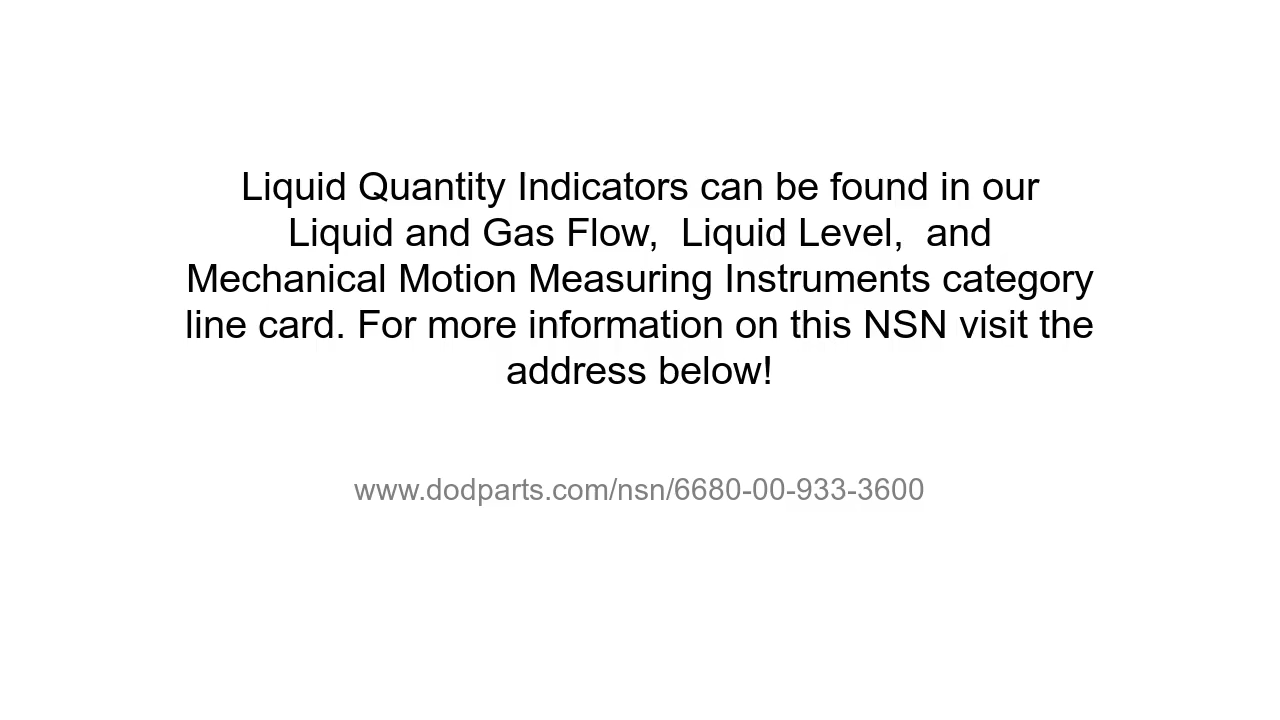 Liquid Quantity Indicators can be found in our
Liquid and Gas Flow,  Liquid Level,  and
Mechanical Motion Measuring Instruments category
line card. For more information on this NSN visit the
address below!
www.dodparts.com/nsn/6680-00-933-3600